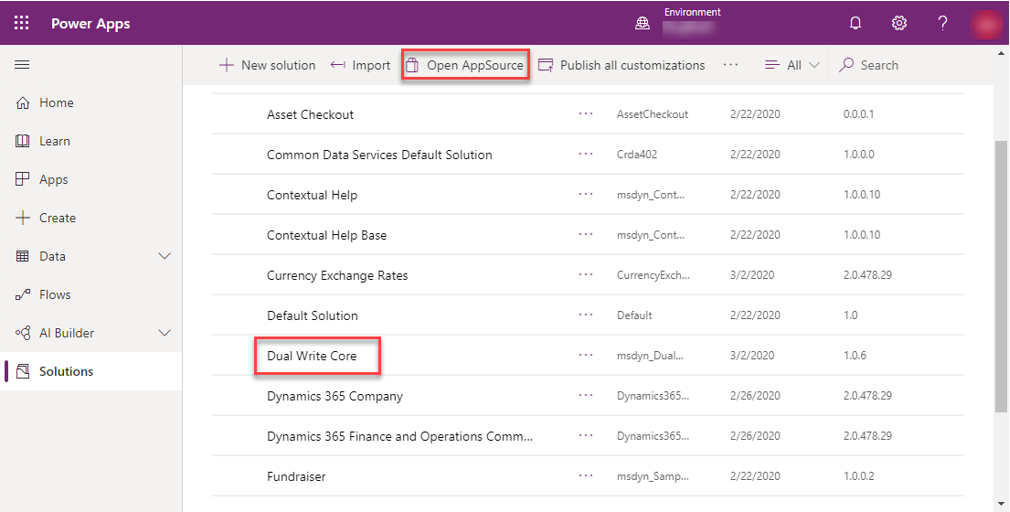 Power Apps
Environment
New solution Import Open AppSource Publish all customizations ··· All Search
Home
Learn
Apps
Create
Data
Flows
AI Builder
Solutions
Asset Checkout ··· AssetCheckout 2/22/2020 0.0.0.1
Common Data Services Default Solution ··· Crda402 2/22/2020 1.0.0.0
Contextual Help ··· msdyn_Cont... 2/22/2020 1.0.0.10
Contextual Help Base ··· msdyn_Cont... 2/22/2020 1.0.0.10
Currency Exchange Rates ··· CurrencyExch... 3/2/2020 2.0.478.29
Default Solution ··· Default 2/22/2020 1.0
Dual Write Core ··· msdyn_Dual... 3/2/2020 1.0.6
Dynamics 365 Company ··· Dynamics365... 2/26/2020 2.0.478.29
Dynamics 365 Finance and Operations Comm... ··· Dynamics365... 2/26/2020 2.0.478.29
Fundraiser ··· msdyn_Samp... 2/22/2020 1.0.0.2